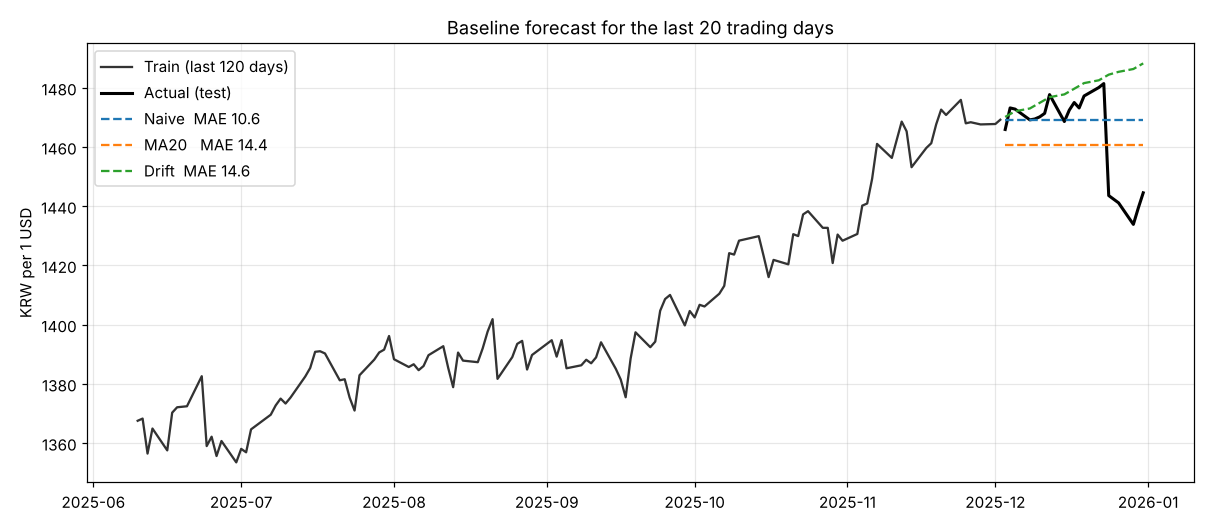 Baseline forecast for the last 20 trading days
Train (last 120 days)
Actual (test)
Naive  MAE 10.6
MA20   MAE 14.4
Drift  MAE 14.6
KRW per 1 USD
1480
1460
1440
1420
1400
1380
1360
2025-06
2025-07
2025-08
2025-09
2025-10
2025-11
2025-12
2026-01